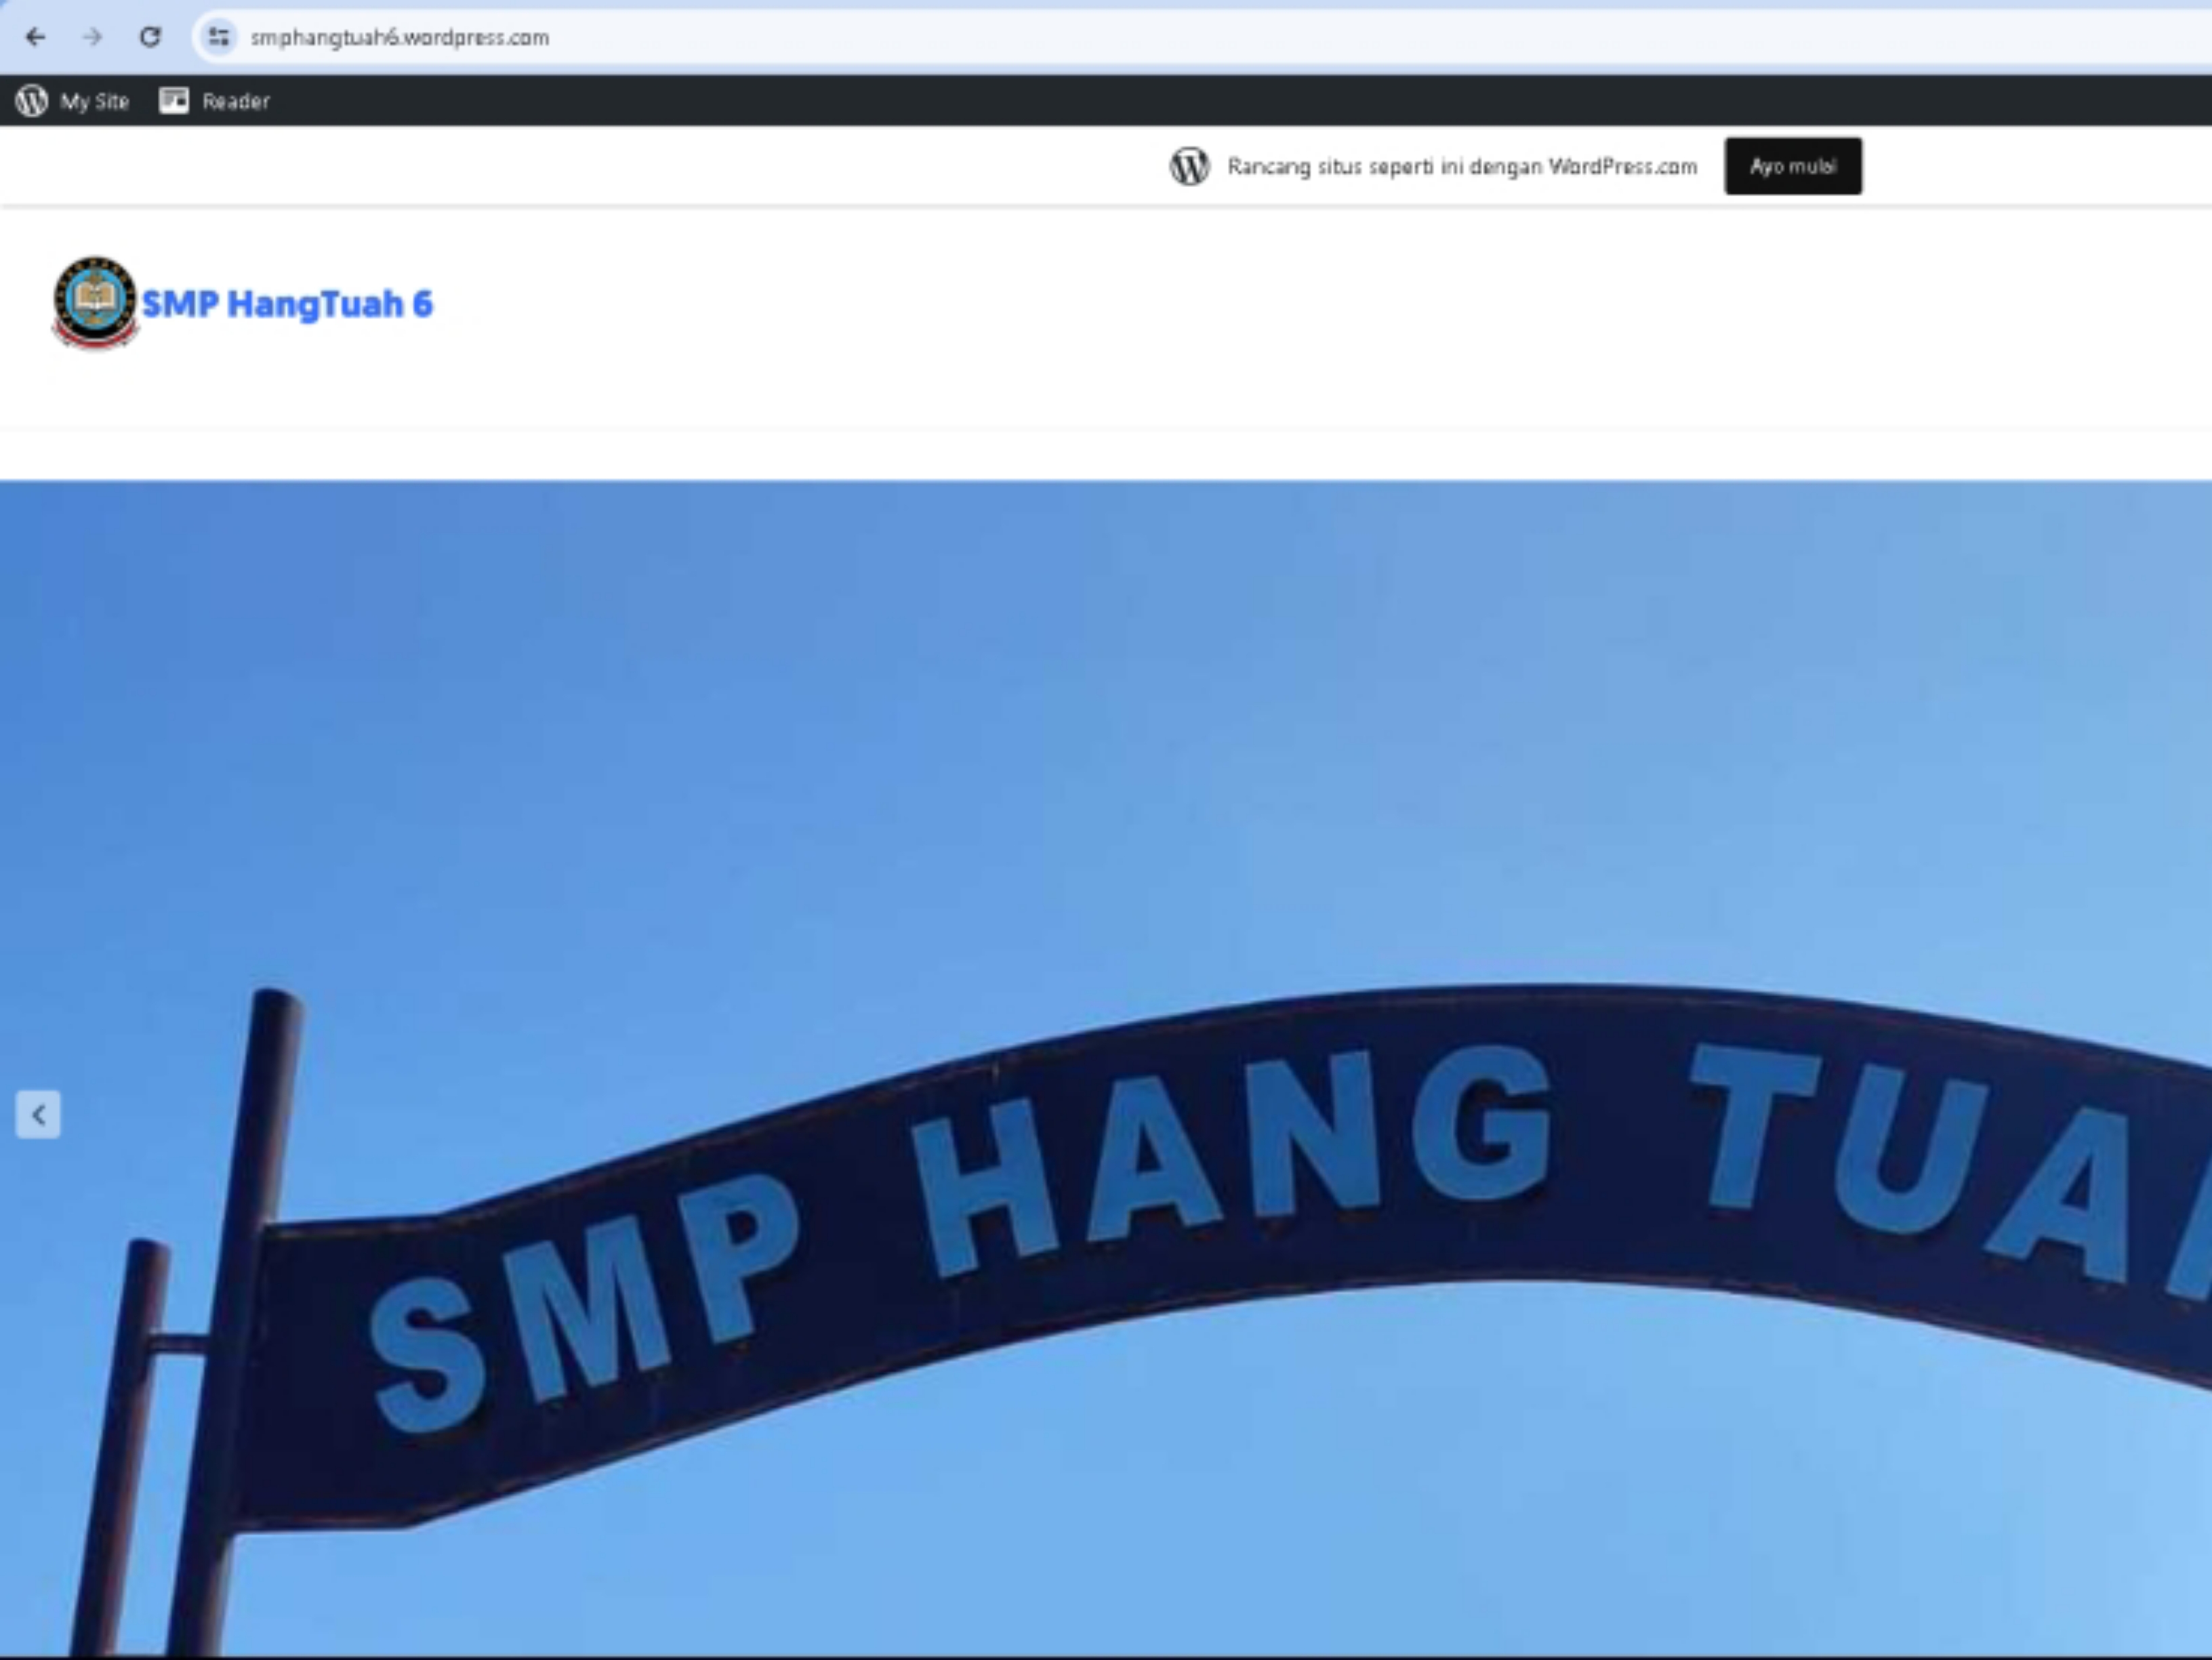 smphangtuah6.wordpress.com
My Site Reader
Rancang situs seperti ini dengan WordPress.com Ayo mulai
SMP HangTuah 6
SMP HANG TUAH